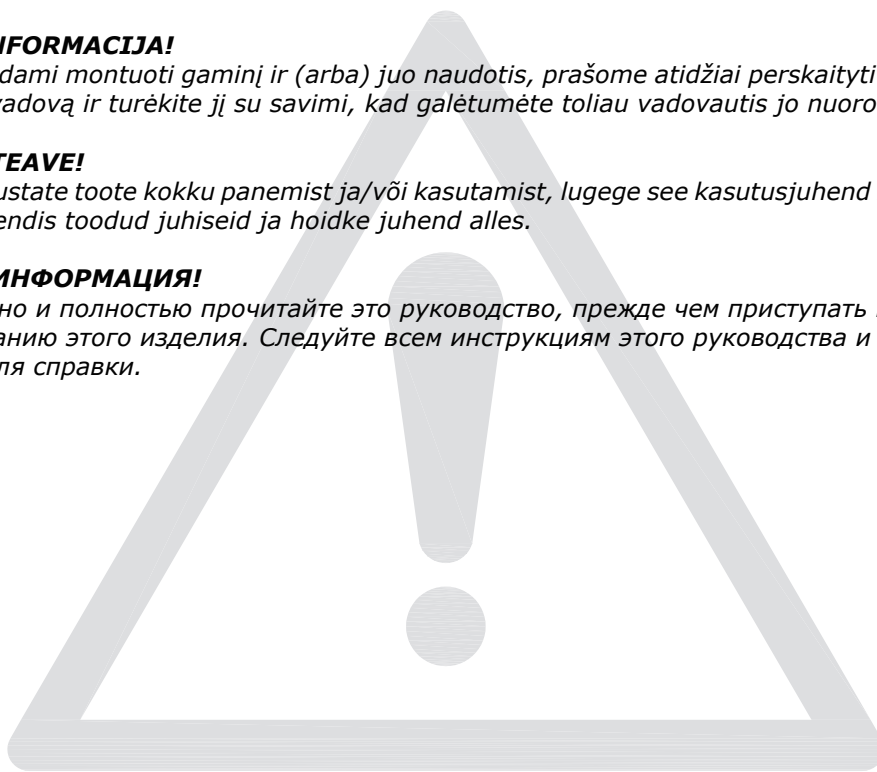 NFORMACIJA!
dami montuoti gaminį ir (arba) juo naudotis, prašome atidžiai perskaityti
vadovą ir turėkite jį su savimi, kad galėtumėte toliau vadovautis jo nuoro
TEAVE!
ustate toote kokku panemist ja/või kasutamist, lugege see kasutusjuhend
endis toodud juhiseid ja hoidke juhend alles.
ИНФОРМАЦИЯ!
но и полностью прочитайте это руководство, прежде чем приступать
анию этого изделия. Следуйте всем инструкциям этого руководства и
ля справки.